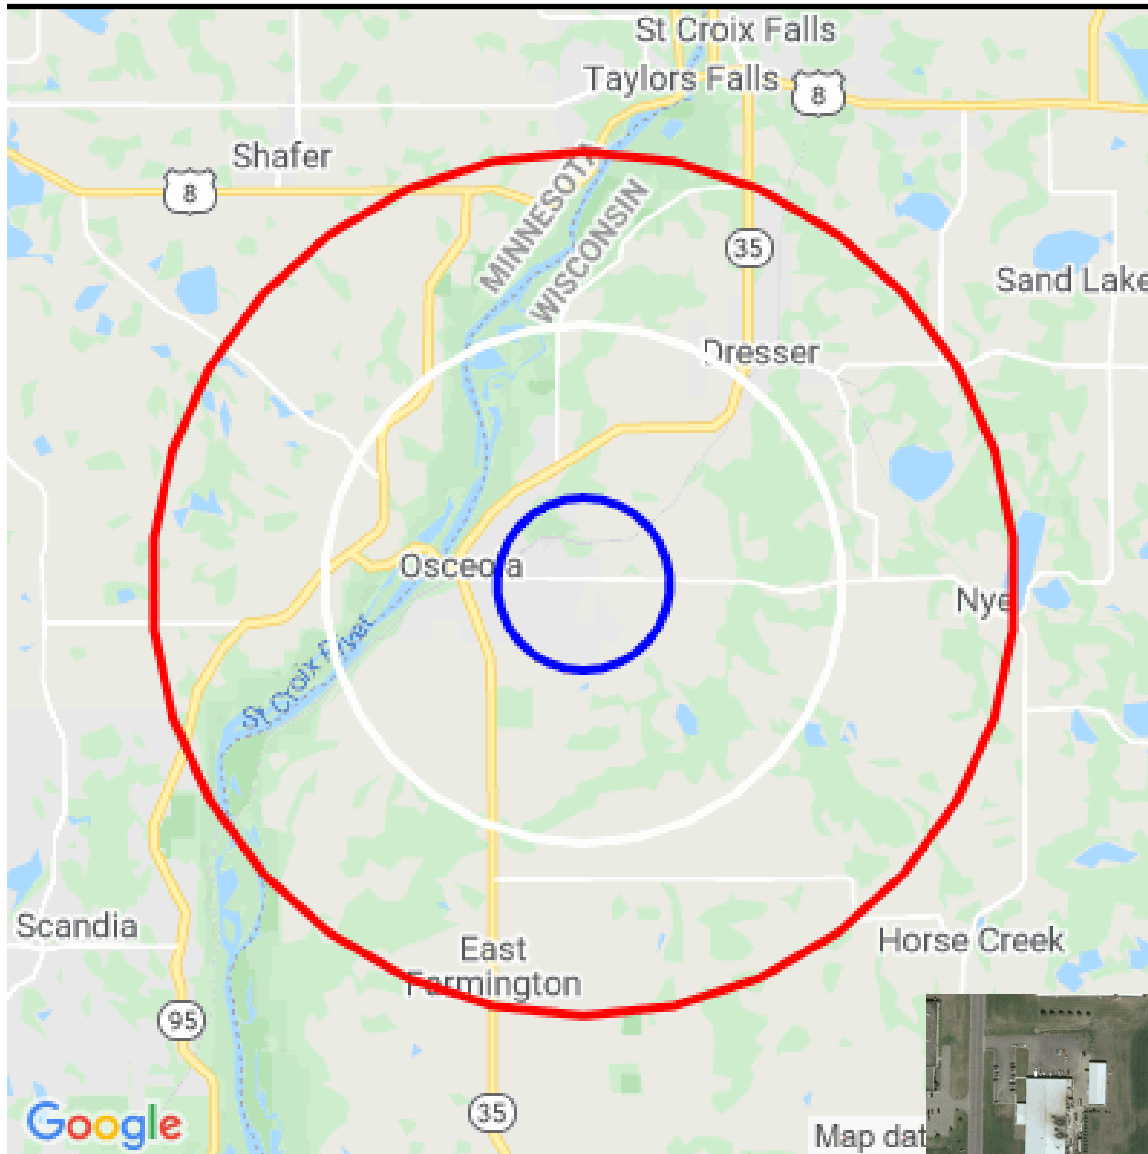 St Croix Falls
Taylors Falls
8
Shafer
8
MINNESOTA
WISCONSIN
35
Sand Lake
Dresser
Osceola
Nye
St Croix River
Scandia
East
Farmington
Horse Creek
95
35
Google
Map dat